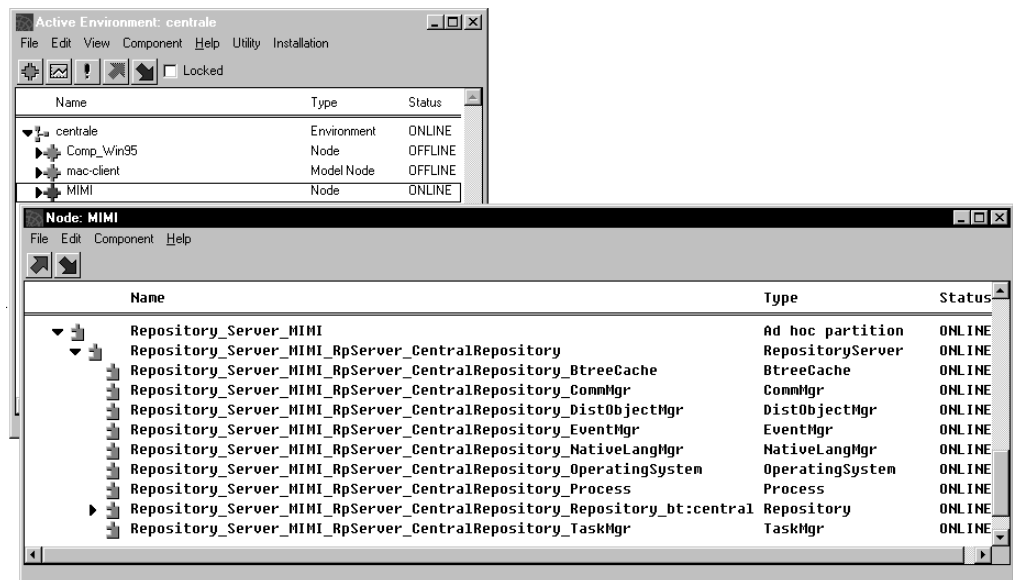 Active Environment: centrale
File Edit View Component Help Utility Installation
Locked
Name Type Status
centrale Environment ONLINE
Comp_Win95 Node OFFLINE
mac-client Model Node OFFLINE
MIMI Node ONLINE
Node: MIMI
File Edit Component Help
Name Type Status
Repository_Server_MIMI Ad hoc partition ONLINE
Repository_Server_MIMI_RpServer_CentralRepository RepositoryServer ONLINE
Repository_Server_MIMI_RpServer_CentralRepository_BtreeCache BtreeCache ONLINE
Repository_Server_MIMI_RpServer_CentralRepository_CommMgr CommMgr ONLINE
Repository_Server_MIMI_RpServer_CentralRepository_DistObjectMgr DistObjectMgr ONLINE
Repository_Server_MIMI_RpServer_CentralRepository_EventMgr EventMgr ONLINE
Repository_Server_MIMI_RpServer_CentralRepository_NativeLangMgr NativeLangMgr ONLINE
Repository_Server_MIMI_RpServer_CentralRepository_OperatingSystem OperatingSystem ONLINE
Repository_Server_MIMI_RpServer_CentralRepository_Process Process ONLINE
Repository_Server_MIMI_RpServer_CentralRepository_Repository_bt:central Repository ONLINE
Repository_Server_MIMI_RpServer_CentralRepository_TaskMgr TaskMgr ONLINE